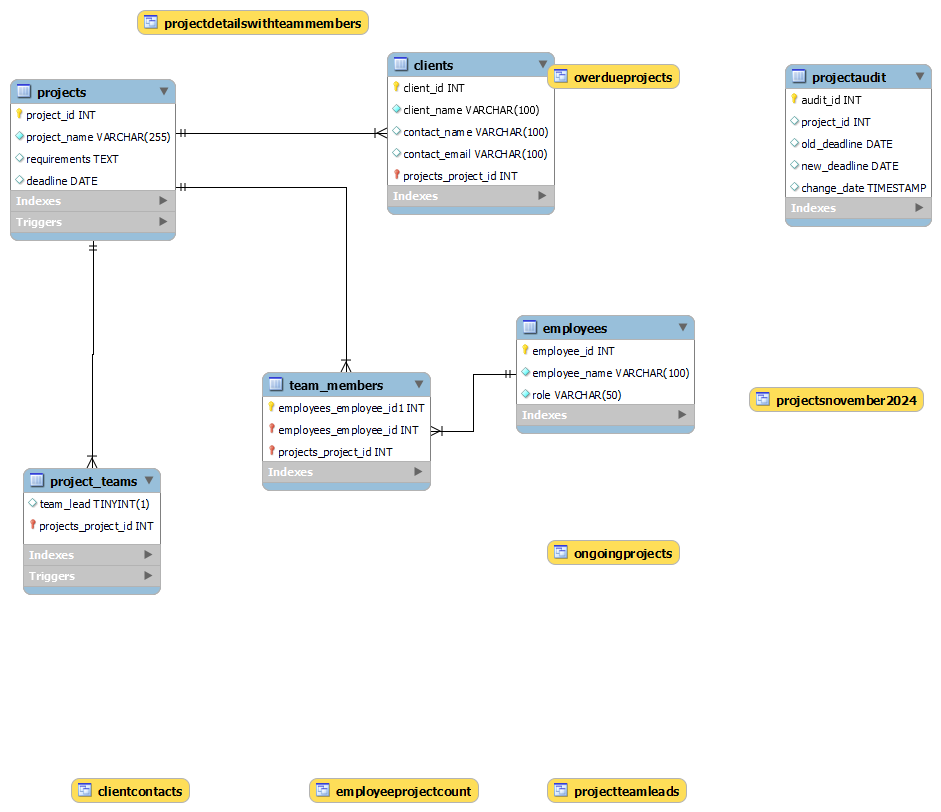 projectdetailswithteammembers
clients
client_id INT
client_name VARCHAR(100)
contact_name VARCHAR(100)
contact_email VARCHAR(100)
projects_project_id INT
Indexes
overdueprojects
projectaudit
audit_id INT
project_id INT
old_deadline DATE
new_deadline DATE
change_date TIMESTAMP
Indexes
projects
project_id INT
project_name VARCHAR(255)
requirements TEXT
deadline DATE
Indexes
Triggers
employees
employee_id INT
employee_name VARCHAR(100)
role VARCHAR(50)
Indexes
team_members
employees_employee_id1 INT
employees_employee_id INT
projects_project_id INT
Indexes
projectsnovember2024
project_teams
team_lead TINYINT(1)
projects_project_id INT
Indexes
Triggers
ongoingprojects
clientcontacts
employeeprojectcount
projectteamleads